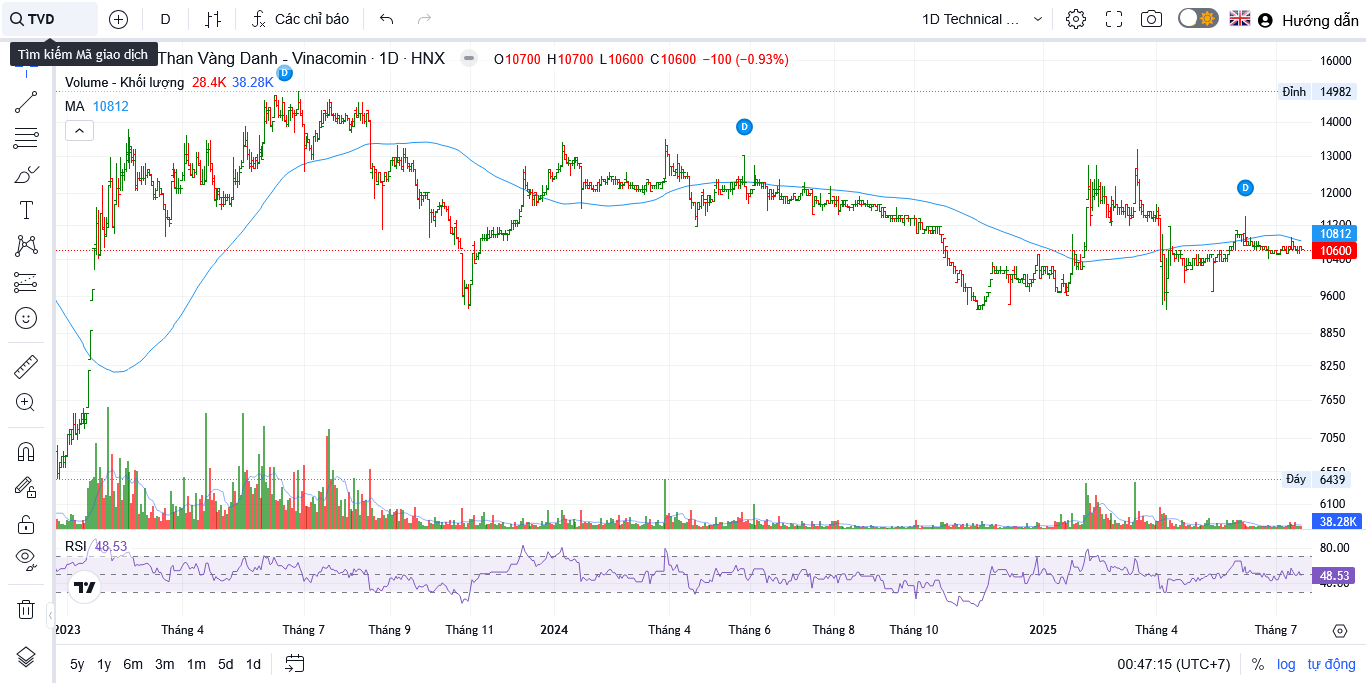 TVD
D
Các chỉ báo
1D Technical ...
Hướng dẫn
Tìm kiếm Mã giao dịch
Than Vàng Danh - Vinacomin · 1D · HNX
O10700 H10700 L10600 C10600 −100 (−0.93%)
Volume - Khối lượng 28.4K 38.28K
MA 10812
D
D
D
16000
Đỉnh 14982
14000
13000
12000
11200
10812
10600
10400
9600
8850
8250
7650
7050
6550
Đáy 6439
6100
38.28K
RSI 48.53
80.00
48.53
40.00
2023 Tháng 4 Tháng 7 Tháng 9 Tháng 11 2024 Tháng 4 Tháng 6 Tháng 8 Tháng 10 2025 Tháng 4 Tháng 7
5y 1y 6m 3m 1m 5d 1d
00:47:15 (UTC+7) % log tự động